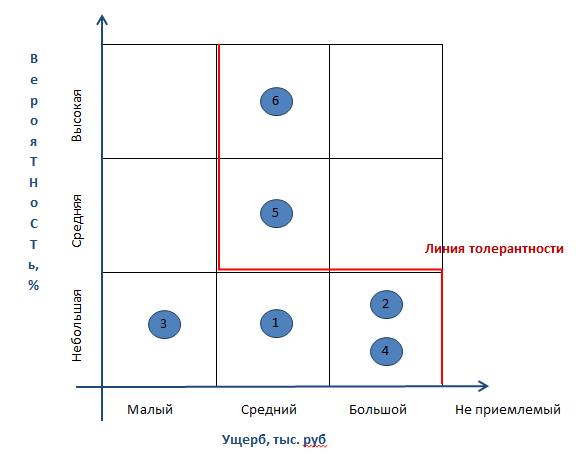 ВероЯТНоСТь, %
Высокая
6
Средняя
5
Линия толерантности
Небольшая
3
1
2
4
Малый
Средний
Большой
Не приемлемый
Ущерб, тыс. руб